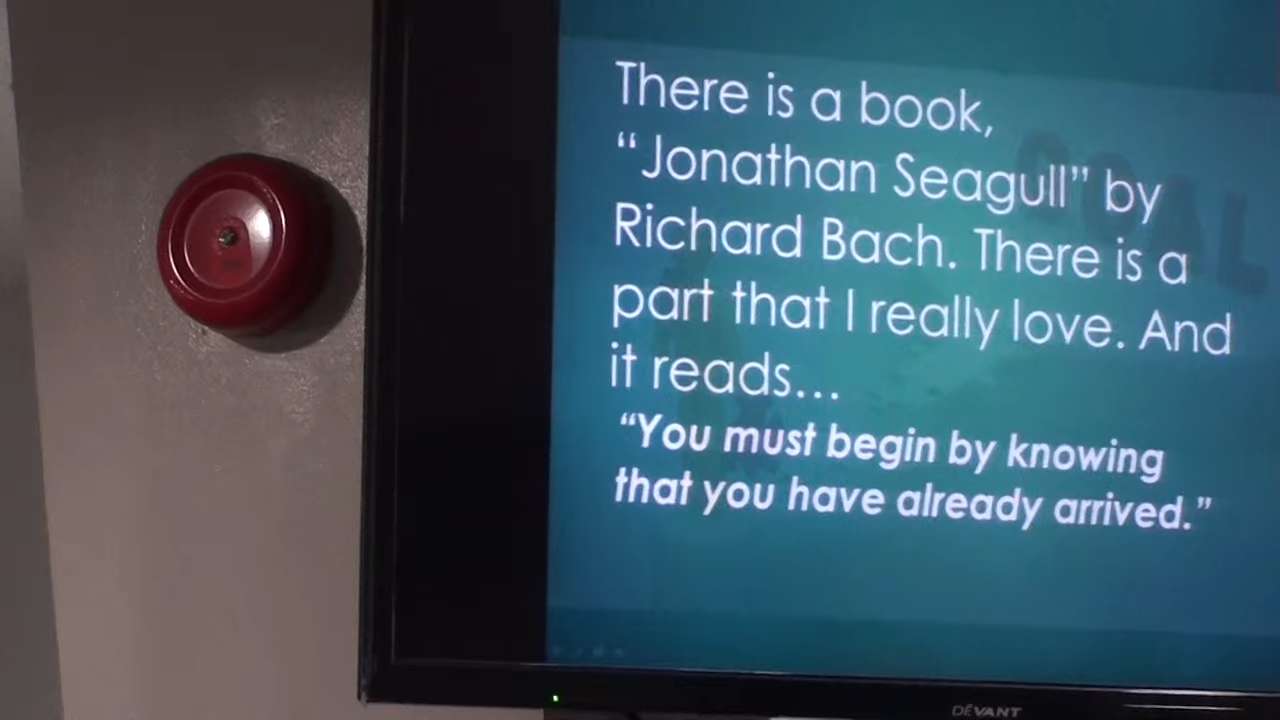 There is a book,
“Jonathan Seagull” by
Richard Bach. There is a
part that I really love. And
it reads...
“You must begin by knowing
that you have already arrived.”
DEVANT